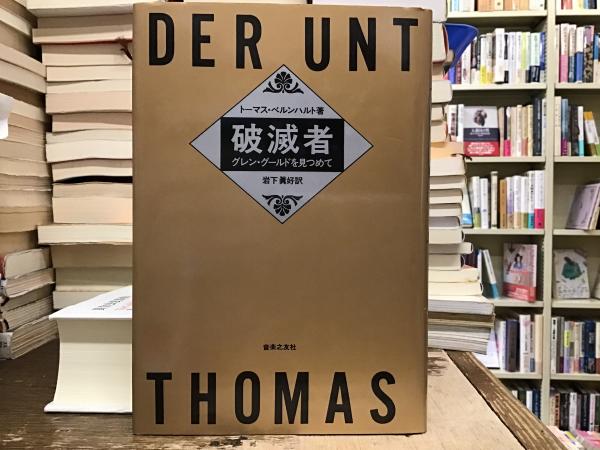 DER UNT
トーマス・ベルンハルト著
破滅者
グレン・グールドを見つめて
岩下眞好訳
音楽之友社
THOMAS